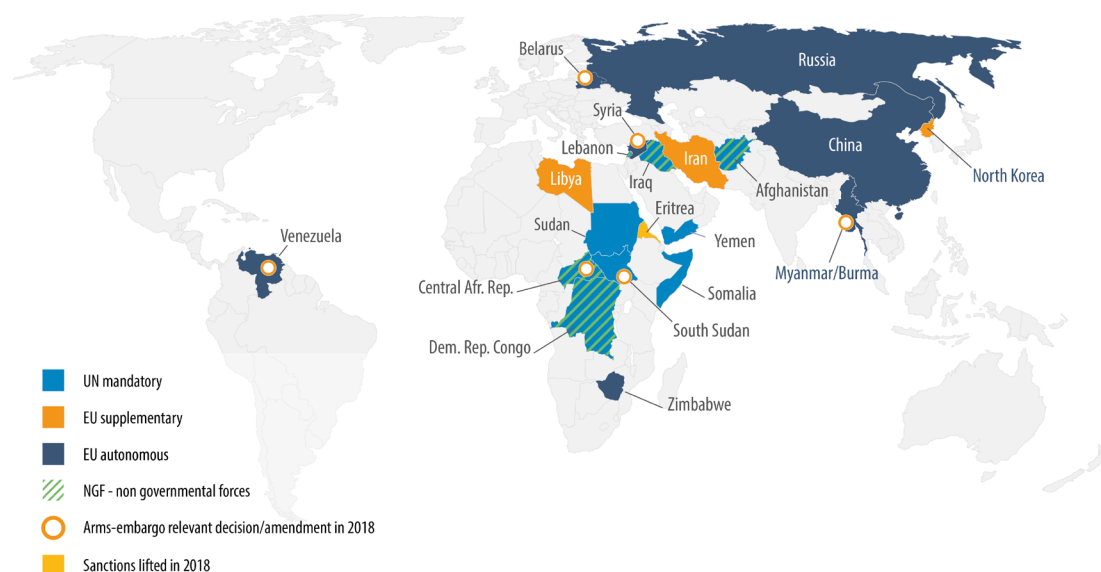 Belarus
Russia
Syria
China
Lebanon
Iran
Iraq
Afghanistan
North Korea
Libya
Eritrea
Sudan
Yemen
Venezuela
Myanmar/Burma
Central Afr. Rep.
Somalia
South Sudan
Dem. Rep. Congo
Zimbabwe
UN mandatory
EU supplementary
EU autonomous
NGF - non governmental forces
Arms-embargo relevant decision/amendment in 2018
Sanctions lifted in 2018